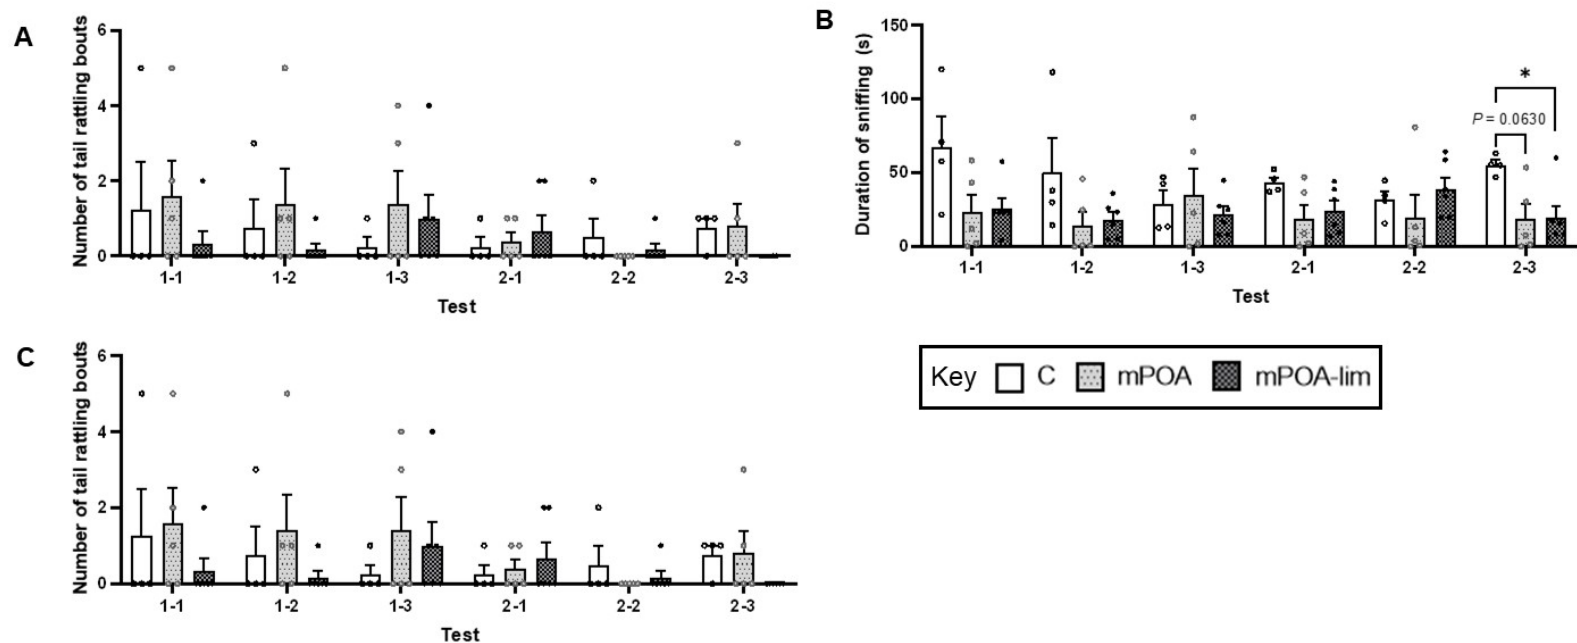 A
Number of tail rattling bouts
6
4
2
0
1-1 1-2 1-3 2-1 2-2 2-3
Test
B
Duration of sniffing (s)
150
100
50
0
*
P = 0.0630
1-1 1-2 1-3 2-1 2-2 2-3
Test
C
Number of tail rattling bouts
6
4
2
0
1-1 1-2 1-3 2-1 2-2 2-3
Test
Key C mPOA mPOA-lim